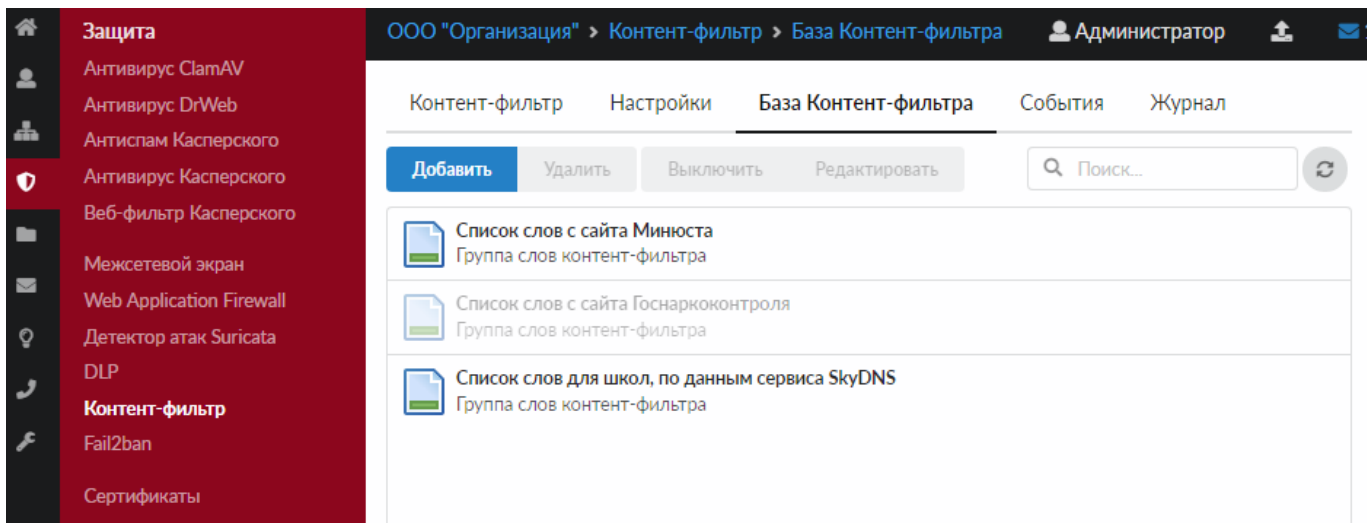 Защита
Антивирус ClamAV
Антивирус DrWeb
Антиспам Касперского
Антивирус Касперского
Веб-фильтр Касперского
Межсетевой экран
Web Application Firewall
Детектор атак Suricata
DLP
Контент-фильтр
Fail2ban
Сертификаты
ООО "Организация" > Контент-фильтр > База Контент-фильтра Администратор
Контент-фильтр Настройки База Контент-фильтра События Журнал
Добавить Удалить Выключить Редактировать Поиск...
Список слов с сайта Минюста
Группа слов контент-фильтра
Список слов с сайта Госнаркоконтроля
Группа слов контент-фильтра
Список слов для школ, по данным сервиса SkyDNS
Группа слов контент-фильтра